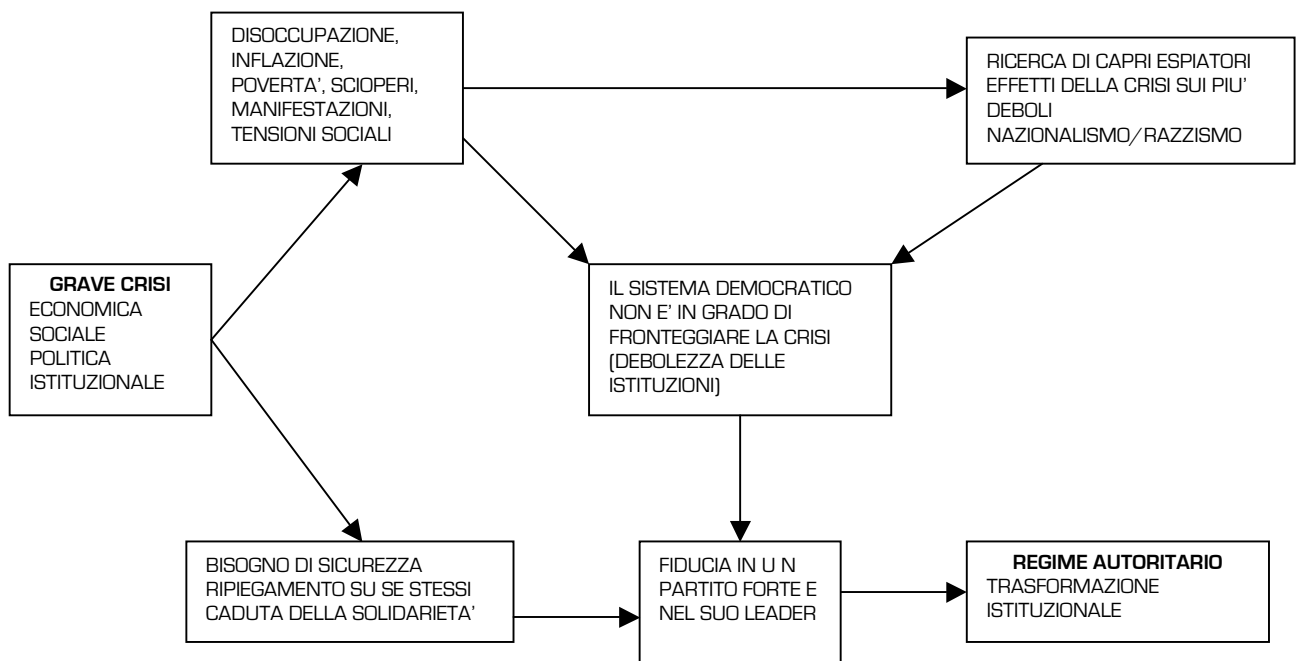 DISOCCUPAZIONE,
INFLAZIONE,
POVERTA', SCIOPERI,
MANIFESTAZIONI,
TENSIONI SOCIALI
RICERCA DI CAPRI ESPIATORI
EFFETTI DELLA CRISI SUI PIU'
DEBOLI
NAZIONALISMO/RAZZISMO
GRAVE CRISI
ECONOMICA
SOCIALE
POLITICA
ISTITUZIONALE
IL SISTEMA DEMOCRATICO
NON E' IN GRADO DI
FRONTEGGIARE LA CRISI
(DEBOLEZZA DELLE
ISTITUZIONI)
BISOGNO DI SICUREZZA
RIPIEGAMENTO SU SE STESSI
CADUTA DELLA SOLIDARIETA'
FIDUCIA IN U N
PARTITO FORTE E
NEL SUO LEADER
REGIME AUTORITARIO
TRASFORMAZIONE
ISTITUZIONALE